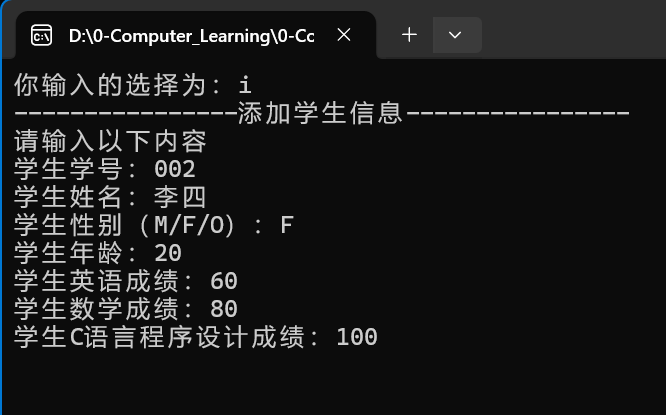 D:\0-Computer_Learning\0-Cc
你输入的选择为：i
----------------添加学生信息----------------
请输入以下内容
学生学号：002
学生姓名：李四
学生性别（M/F/O）：F
学生年龄：20
学生英语成绩：60
学生数学成绩：80
学生C语言程序设计成绩：100